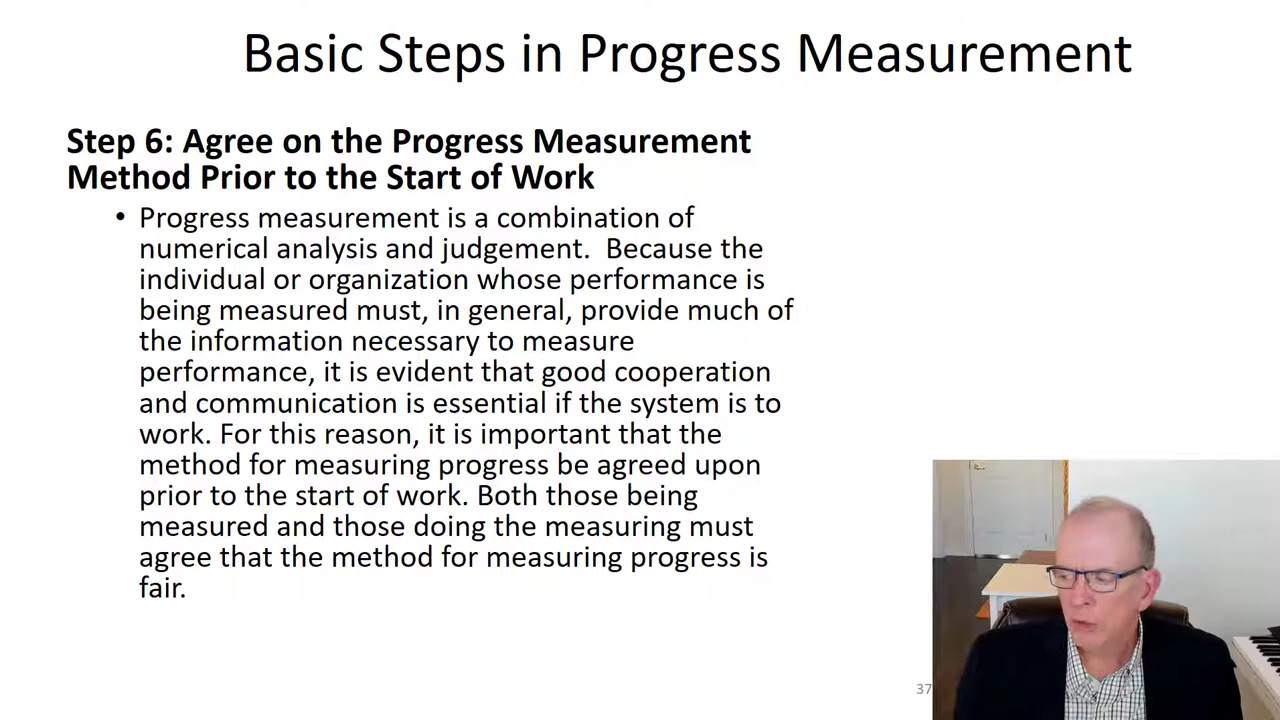 Basic Steps in Progress Measurement
Step 6: Agree on the Progress Measurement
Method Prior to the Start of Work
• Progress measurement is a combination of
numerical analysis and judgement.  Because the
individual or organization whose performance is
being measured must, in general, provide much of
the information necessary to measure
performance, it is evident that good cooperation
and communication is essential if the system is to
work. For this reason, it is important that the
method for measuring progress be agreed upon
prior to the start of work. Both those being
measured and those doing the measuring must
agree that the method for measuring progress is
fair.
37